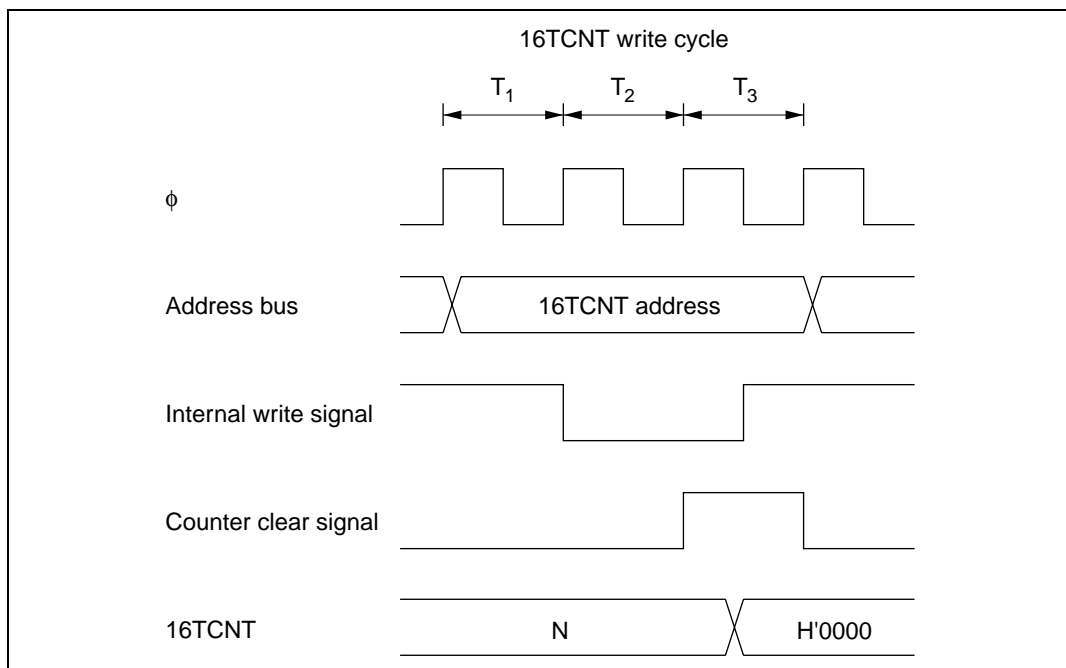 16TCNT write cycle
T1 T2 T3
ϕ
Address bus 16TCNT address
Internal write signal
Counter clear signal
16TCNT N H'0000